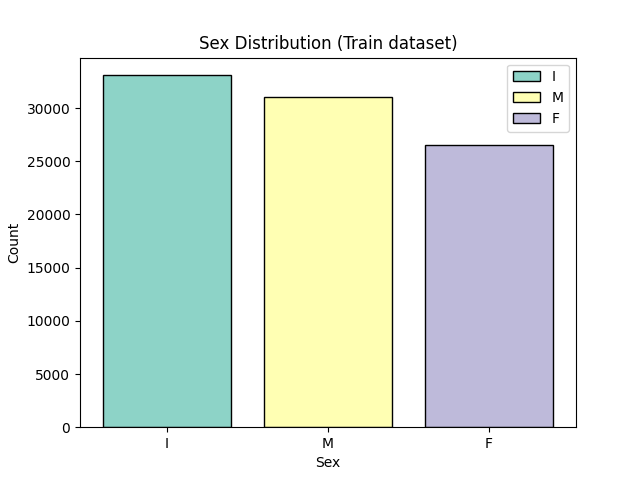 Sex Distribution (Train dataset)
I
M
F
30000
25000
20000
15000
10000
5000
0
Count
I M F
Sex